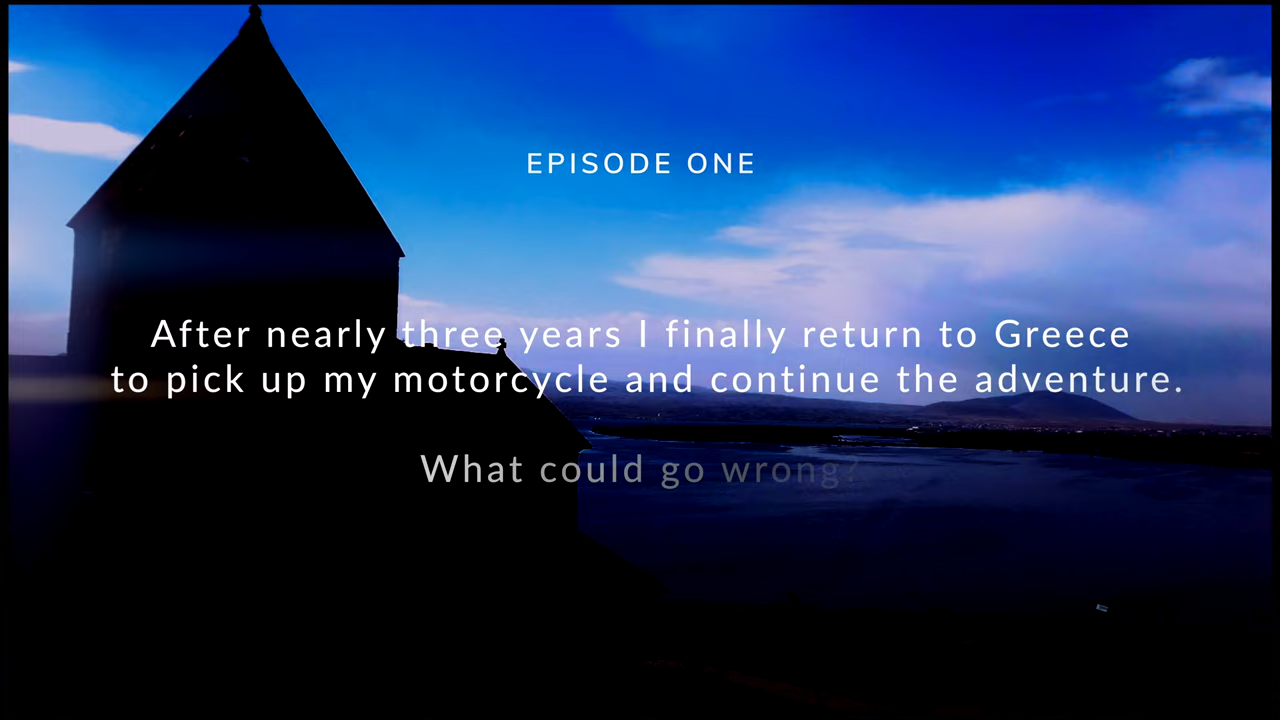 EPISODE ONE
After nearly three years I finally return to Greece
to pick up my motorcycle and continue the adventure.
What could go wrong?